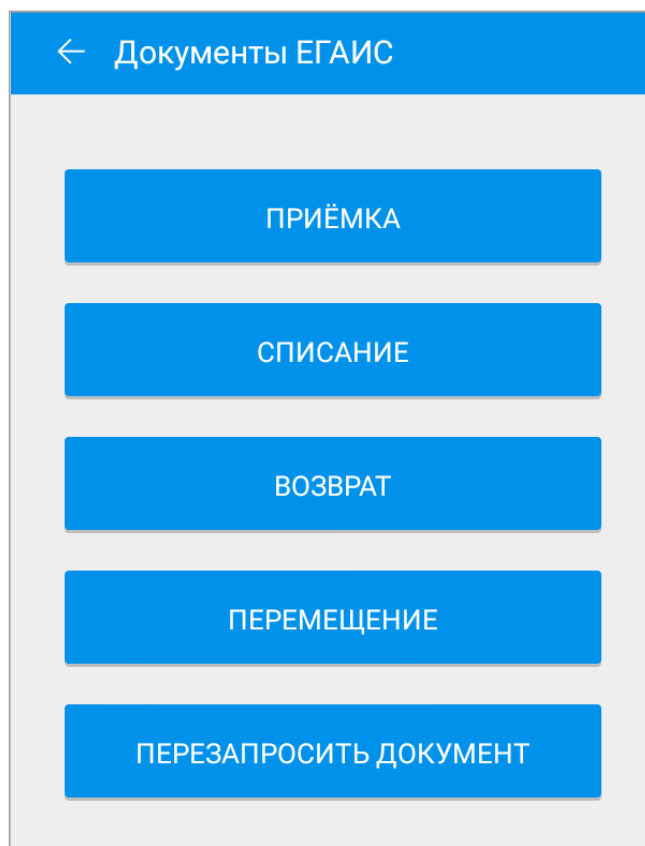 Документы ЕГАИС
ПРИЁМКА
СПИСАНИЕ
ВОЗВРАТ
ПЕРЕМЕЩЕНИЕ
ПЕРЕЗАПРОСИТЬ ДОКУМЕНТ